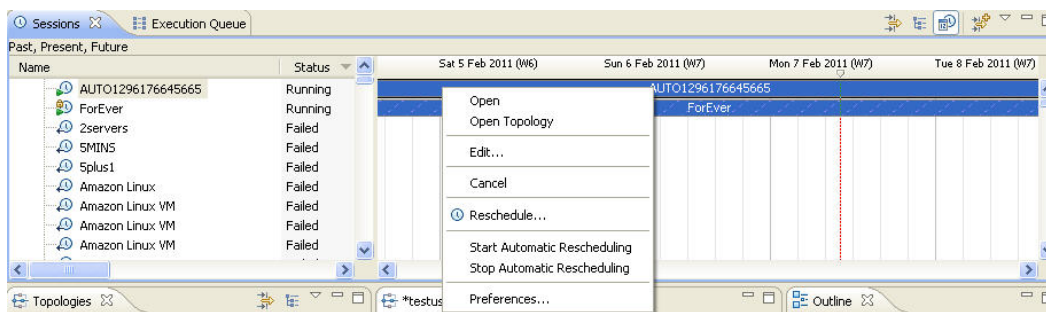 Sessions Execution Queue
Past, Present, Future
Name Status Sat 5 Feb 2011 (W6) Sun 6 Feb 2011 (W7) Mon 7 Feb 2011 (W7) Tue 8 Feb 2011 (W7)
AUTO1296176645665 Running AUTO1296176645665
ForEver Running ForEver
2servers Failed
5MINS Failed
5plus1 Failed
Amazon Linux Failed
Amazon Linux VM Failed
Amazon Linux VM Failed
Amazon Linux VM Failed
Open
Open Topology
Edit...
Cancel
Reschedule...
Start Automatic Rescheduling
Stop Automatic Rescheduling
Preferences...
Topologies *testus Outline